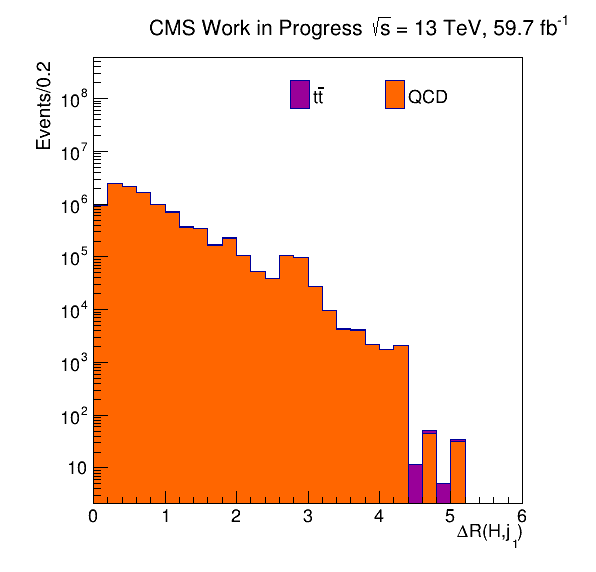 CMS Work in Progress √s = 13 TeV, 59.7 fb⁻¹
Events/0.2
tt̄
QCD
10⁸
10⁷
10⁶
10⁵
10⁴
10³
10²
10
0 1 2 3 4 5 6
ΔR(H,j₁)